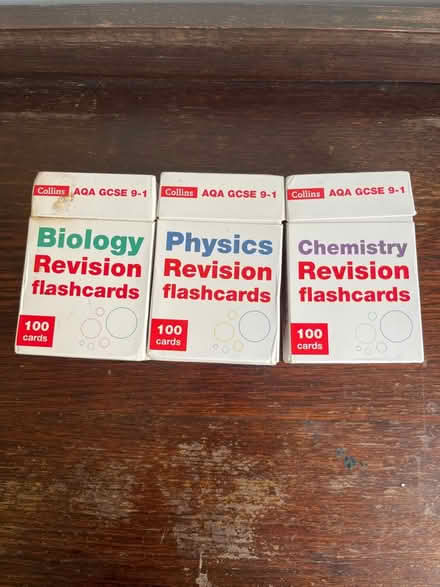 Collins AQA GCSE 9-1
Biology
Revision
flashcards
100
cards
Collins AQA GCSE 9-1
Physics
Revision
flashcards
100
cards
Collins AQA GCSE 9-1
Chemistry
Revision
flashcards
100
cards